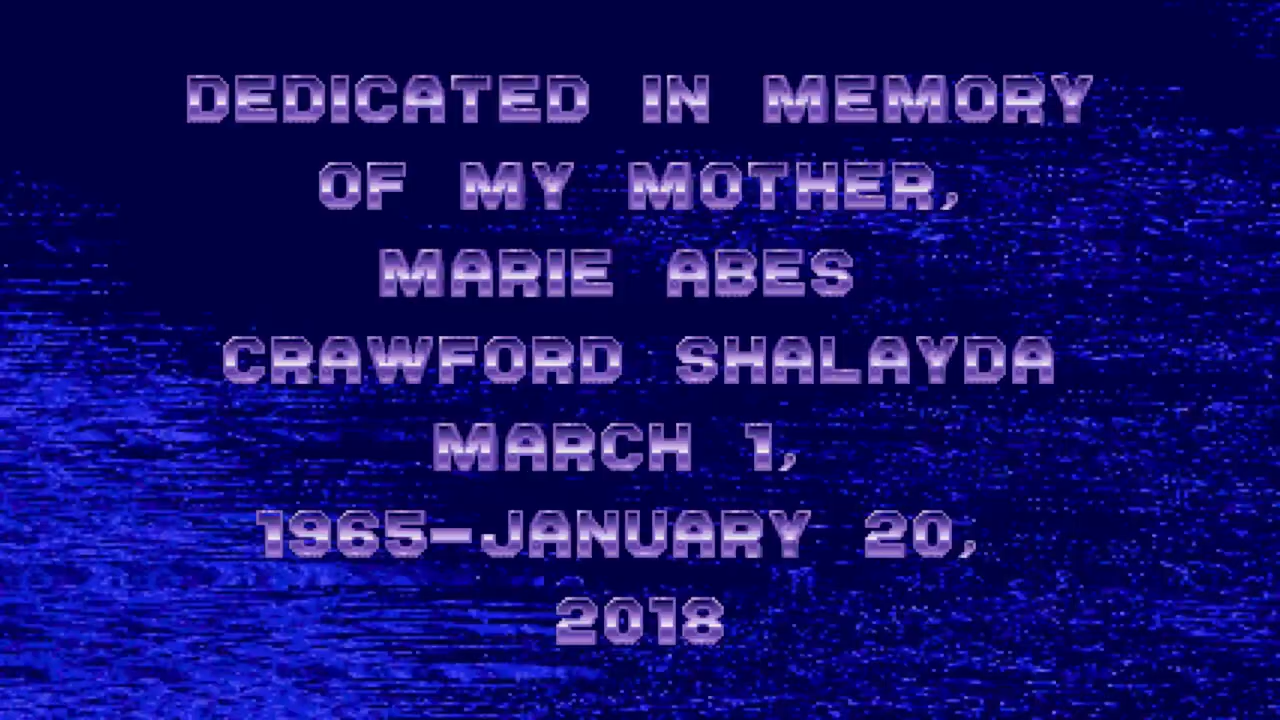 DEDICATED IN MEMORY
OF MY MOTHER,
MARIE ABES
CRAWFORD SHALAYDA
MARCH 1,
1965-JANUARY 20,
2018